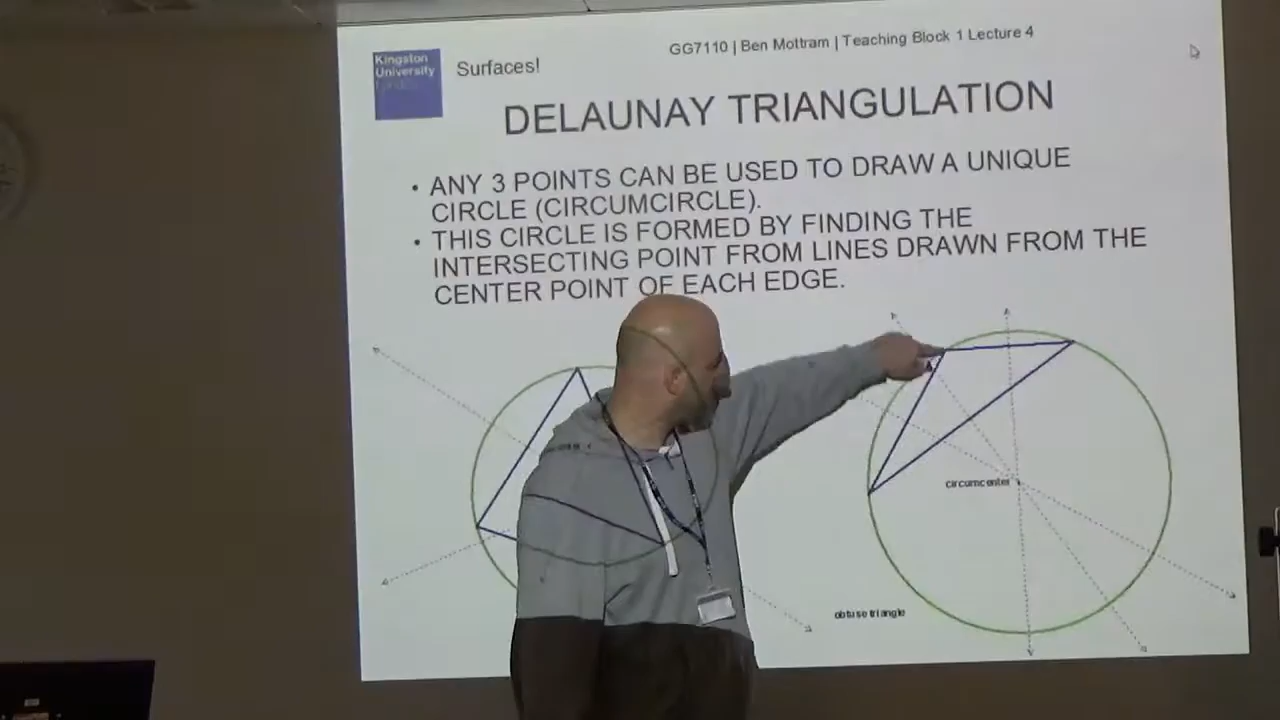 Kingston
University
London
Surfaces!
GG7110 | Ben Mottram | Teaching Block 1 Lecture 4
DELAUNAY TRIANGULATION
• ANY 3 POINTS CAN BE USED TO DRAW A UNIQUE
CIRCLE (CIRCUMCIRCLE).
• THIS CIRCLE IS FORMED BY FINDING THE
INTERSECTING POINT FROM LINES DRAWN FROM THE
CENTER POINT OF EACH EDGE.
circumcenter
obtuse triangle